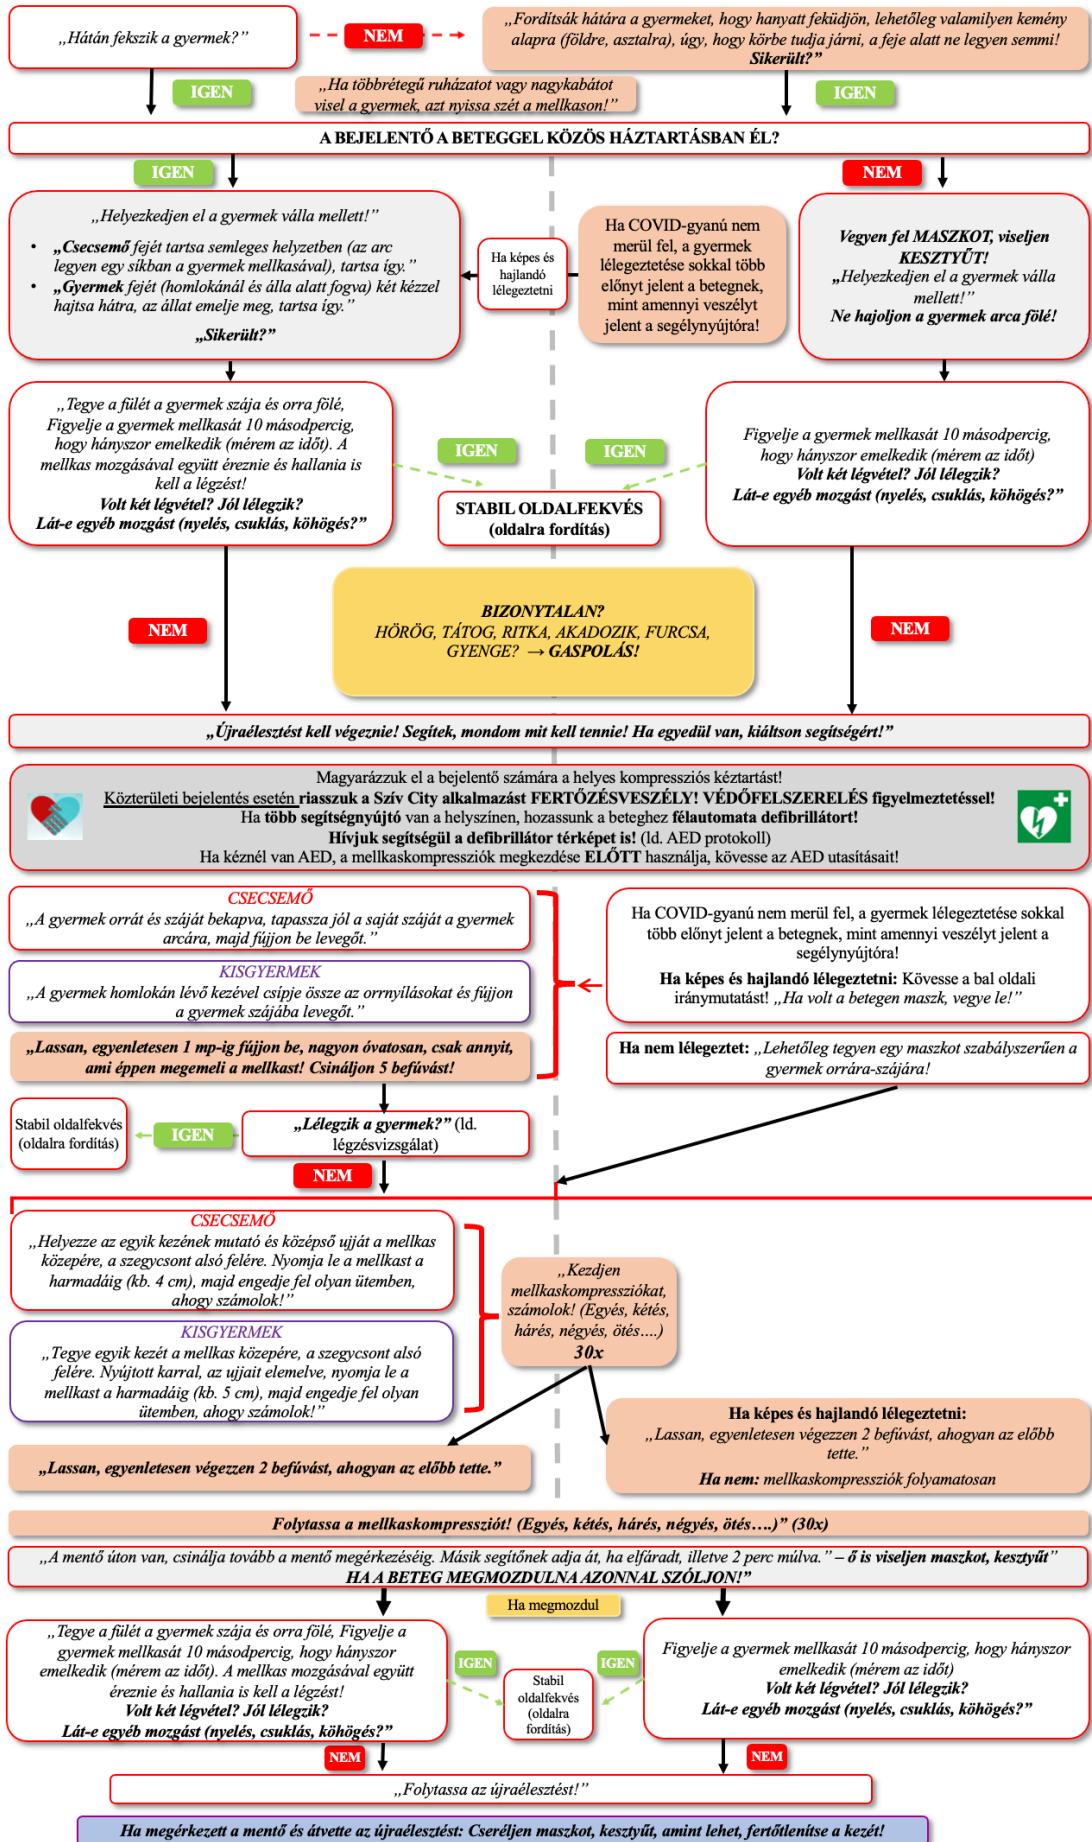 „Hátán fekszik a gyermek?”
NEM
„Fordítsák hátára a gyermeket, hogy hanyatt feküdjön, lehetőleg valamilyen kemény
alapra (földre, asztalra), úgy, hogy körbe tudja járni, a feje alatt ne legyen semmi!
Sikerült?”
IGEN
„Ha többrétegű ruházatot vagy nagykabátot
visel a gyermek, azt nyissa szét a mellkason!”
IGEN
A BEJELENTŐ A BETEGGEL KÖZÖS HÁZTARTÁSBAN ÉL?
IGEN
NEM
„Helyezkedjen el a gyermek válla mellett!”
• „Csecsemő fejét tartsa semleges helyzetben (az arc
legyen egy síkban a gyermek mellkasával), tartsa így.”
• „Gyermek fejét (homlokánál és álla alatt fogva) két kézzel
hajtsa hátra, az állat emelje meg, tartsa így.”
„Sikerült?”
Ha képes és
hajlandó
lélegeztetni
Ha COVID-gyanú nem
merül fel, a gyermek
lélegeztetése sokkal több
előnyt jelent a betegnek,
mint amennyi veszélyt
jelent a segélynyújtóra!
Vegyen fel MASZKOT, viseljen
KESZTYŰT!
„Helyezkedjen el a gyermek válla
mellett!”
Ne hajoljon a gyermek arca fölé!
„Tegye a fülét a gyermek szája és orra fölé,
Figyelje a gyermek mellkasát 10 másodpercig,
hogy hányszor emelkedik (mérem az időt). A
mellkas mozgásával együtt éreznie és hallania is
kell a légzést!
Volt két légvétel? Jól lélegzik?
Lát-e egyéb mozgást (nyelés, csuklás, köhögés?”
IGEN
IGEN
STABIL OLDALFEKVÉS
(oldalra fordítás)
Figyelje a gyermek mellkasát 10 másodpercig,
hogy hányszor emelkedik (mérem az időt)
Volt két légvétel? Jól lélegzik?
Lát-e egyéb mozgást (nyelés, csuklás, köhögés?”
NEM
BIZONYTALAN?
HÖRÖG, TÁTOG, RITKA, AKADOZIK, FURCSA,
GYENGE? → GASPOLÁS!
NEM
„Újraélesztést kell végeznie! Segítek, mondom mit kell tennie! Ha egyedül van, kiáltson segítségért!”
Magyarázzuk el a bejelentő számára a helyes kompressziós kéztartást!
Közterületi bejelentés esetén riasszuk a Szív City alkalmazást FERTŐZÉSVESZÉLY! VÉDŐFELSZERELÉS figyelmeztetéssel!
Ha több segítségnyújtó van a helyszínen, hozassunk a beteghez félautomata defibrillátort!
Hívjuk segítségül a defibrillátor térképet is! (ld. AED protokoll)
Ha kéznél van AED, a mellkaskompressziók megkezdése ELŐTT használja, kövesse az AED utasításait!
CSECSEMŐ
„A gyermek orrát és száját bekapva, tapassza jól a saját száját a gyermek
arcára, majd fújjon be levegőt.”
KISGYERMEK
„A gyermek homlokán lévő kezével csípje össze az orrnyílásokat és fújjon
a gyermek szájába levegőt.”
„Lassan, egyenletesen 1 mp-ig fújjon be, nagyon óvatosan, csak annyit,
ami éppen megemeli a mellkast! Csináljon 5 befúvást!
Ha COVID-gyanú nem merül fel, a gyermek lélegeztetése sokkal
több előnyt jelent a betegnek, mint amennyi veszélyt jelent a
segélynyújtóra!
Ha képes és hajlandó lélegeztetni: Kövesse a bal oldali
iránymutatást! „Ha volt a betegen maszk, vegye le!”
Ha nem lélegeztet: „Lehetőleg tegyen egy maszkot szabályszerűen a
gyermek orrára-szájára!
Stabil oldalfekvés
(oldalra fordítás)
IGEN
„Lélegzik a gyermek?” (ld.
légzésvizsgálat)
NEM
CSECSEMŐ
„Helyezze az egyik kezének mutató és középső ujját a mellkas
közepére, a szegycsont alsó felére. Nyomja le a mellkast a
harmadáig (kb. 4 cm), majd engedje fel olyan ütemben,
ahogy számolok!”
KISGYERMEK
„Tegye egyik kezét a mellkas közepére, a szegycsont alsó
felére. Nyújtott karral, az ujjait elemelve, nyomja le a
mellkast a harmadáig (kb. 5 cm), majd engedje fel olyan
ütemben, ahogy számolok!”
„Kezdjen
mellkaskompressziókat,
számolok! (Egyés, kétés,
hárés, négyés, ötés….)
30x
„Lassan, egyenletesen végezzen 2 befúvást, ahogyan az előbb tette.”
Ha képes és hajlandó lélegeztetni:
„Lassan, egyenletesen végezzen 2 befúvást, ahogyan az előbb
tette.”
Ha nem: mellkaskompressziók folyamatosan
Folytassa a mellkaskompressziót! (Egyés, kétés, hárés, négyés, ötés….)” (30x)
„A mentő úton van, csinálja tovább a mentő megérkezéséig. Másik segítőnek adja át, ha elfáradt, illetve 2 perc múlva.” – ő is viseljen maszkot, kesztyűt”
HA A BETEG MEGMOZDULNA AZONNAL SZÓLJON!”
Ha megmozdul
„Tegye a fülét a gyermek szája és orra fölé, Figyelje a
gyermek mellkasát 10 másodpercig, hogy hányszor
emelkedik (mérem az időt). A mellkas mozgásával együtt
éreznie és hallania is kell a légzést!
Volt két légvétel? Jól lélegzik?
Lát-e egyéb mozgást (nyelés, csuklás, köhögés?”
IGEN
IGEN
Stabil
oldalfekvés
(oldalra
fordítás)
Figyelje a gyermek mellkasát 10 másodpercig, hogy hányszor
emelkedik (mérem az időt)
Volt két légvétel? Jól lélegzik?
Lát-e egyéb mozgást (nyelés, csuklás, köhögés?”
NEM
NEM
„Folytassa az újraélesztést!”
Ha megérkezett a mentő és átvette az újraélesztést: Cseréljen maszkot, kesztyűt, amint lehet, fertőtlenítse a kezét!